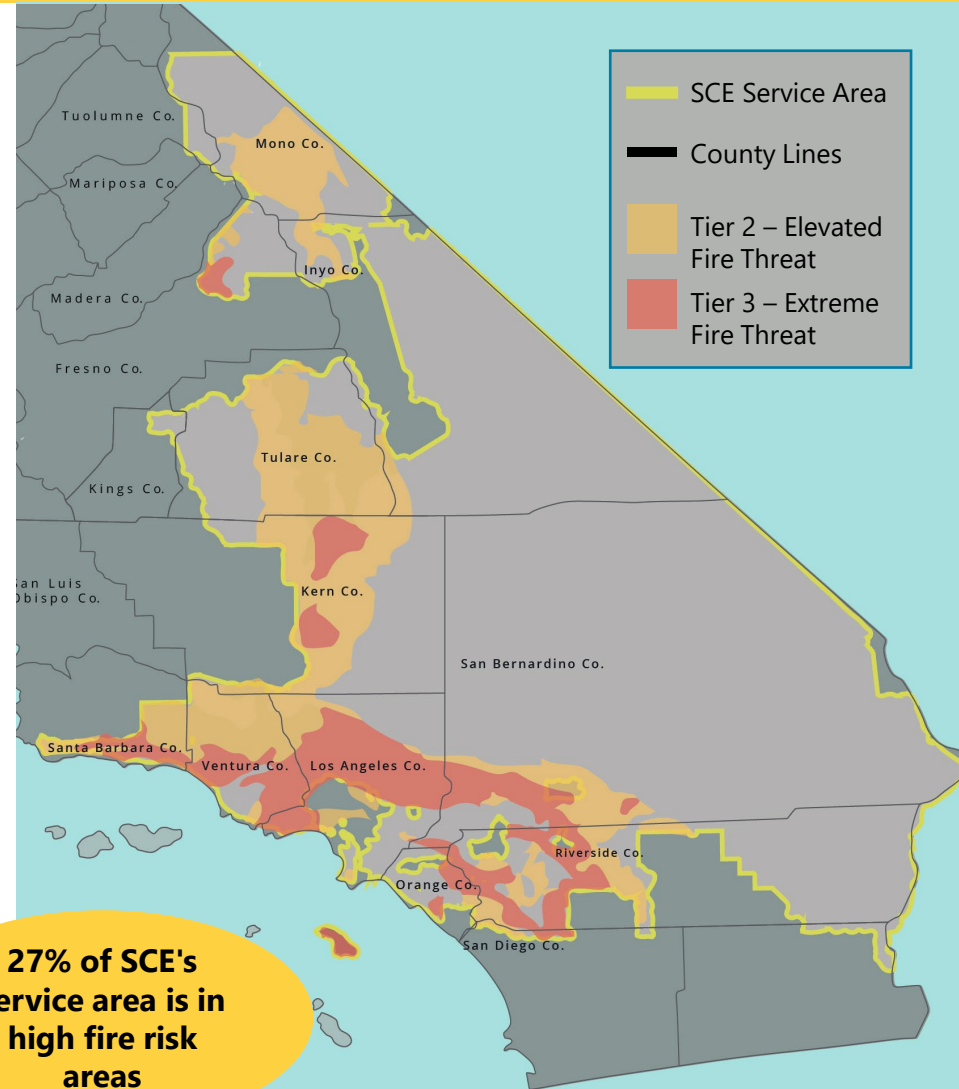 SCE Service Area
County Lines
Tier 2 – Elevated
Fire Threat
Tier 3 – Extreme
Fire Threat
Tuolumne Co.
Mono Co.
Mariposa Co.
Inyo Co.
Madera Co.
Fresno Co.
Tulare Co.
Kings Co.
San Luis
Obispo Co.
Kern Co.
San Bernardino Co.
Santa Barbara Co.
Ventura Co.
Los Angeles Co.
Riverside Co.
Orange Co.
San Diego Co.
27% of SCE's
service area is in
high fire risk
areas